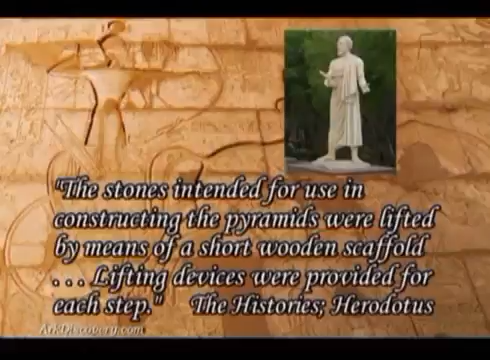 "The stones intended for use in
constructing the pyramids were lifted
by means of a short wooden scaffold
. . . Lifting devices were provided for
each step."    The Histories; Herodotus
ArkDiscovery.com